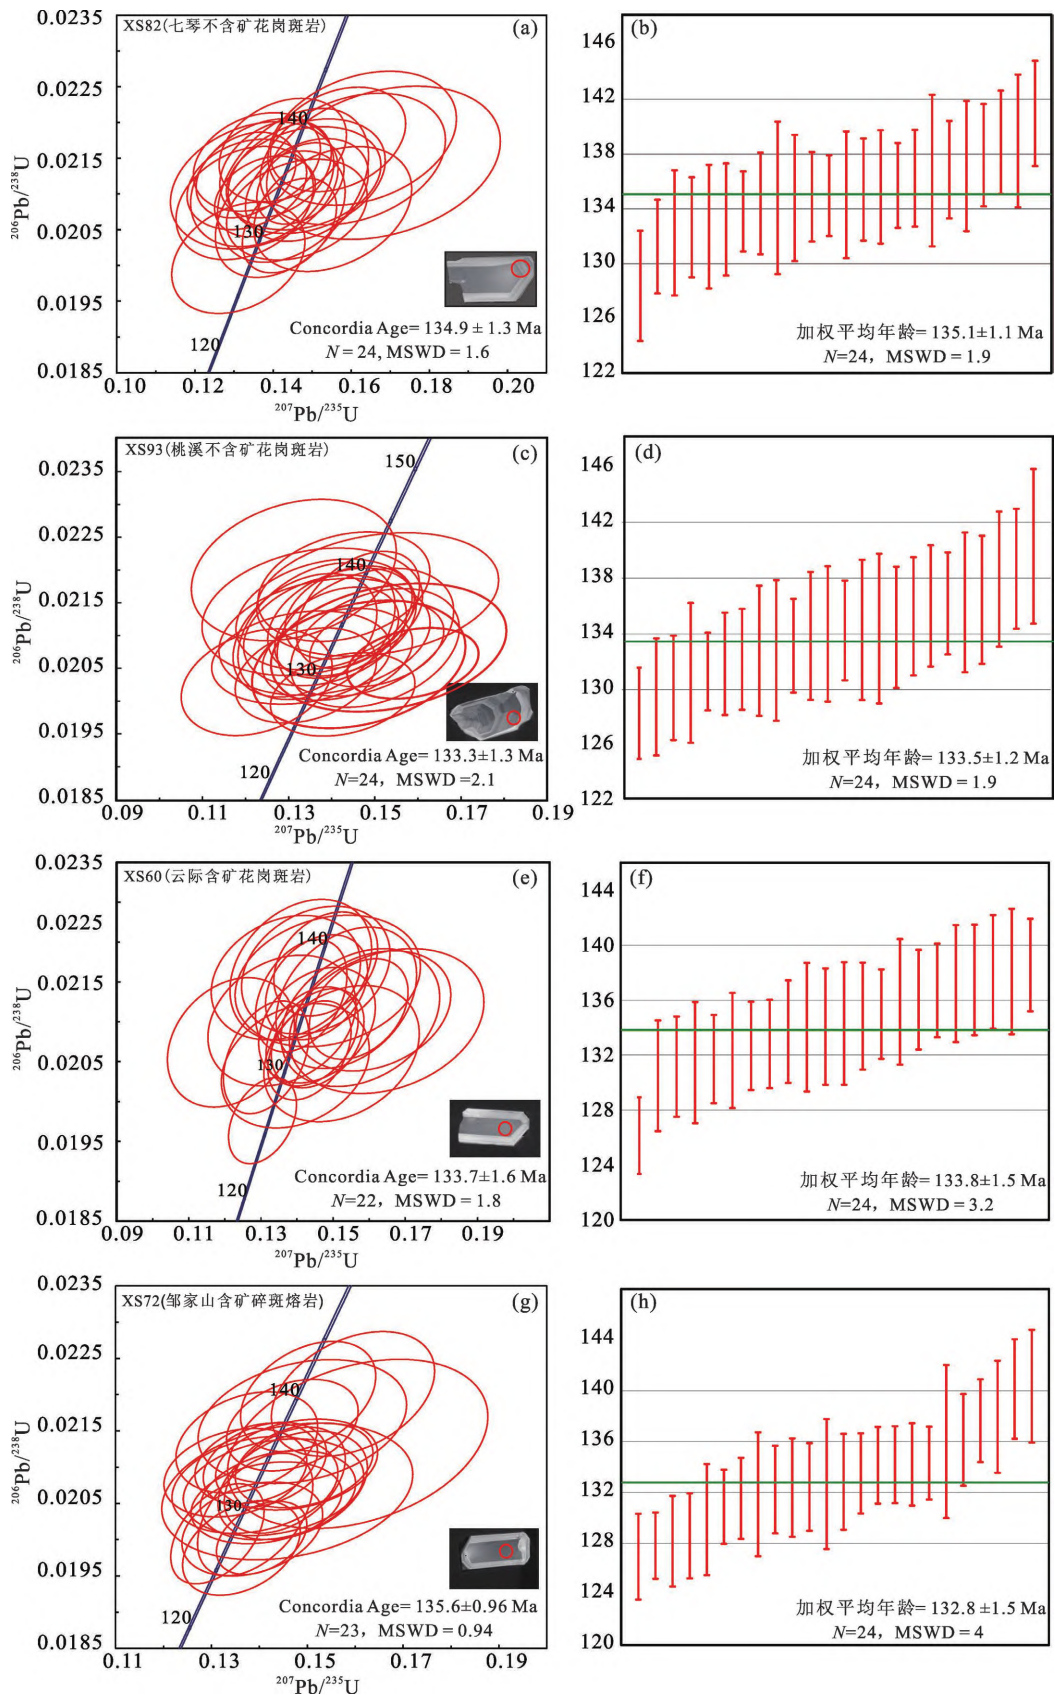 XS82(七琴不含矿花岗斑岩)
(a)
0.0235
0.0225
0.0215
0.0205
0.0195
0.0185
²⁰⁶Pb/²³⁸U
140
130
120
Concordia Age= 134.9 ± 1.3 Ma
N = 24, MSWD = 1.6
0.10 0.12 0.14 0.16 0.18 0.20
²⁰⁷Pb/²³⁵U
(b)
146
142
138
134
130
126
122
加权平均年龄= 135.1±1.1 Ma
N=24，MSWD = 1.9
XS93(桃溪不含矿花岗斑岩)
(c)
0.0235
0.0225
0.0215
0.0205
0.0195
0.0185
²⁰⁶Pb/²³⁸U
150
140
130
120
Concordia Age= 133.3±1.3 Ma
N=24，MSWD =2.1
0.09 0.11 0.13 0.15 0.17 0.19
²⁰⁷Pb/²³⁵U
(d)
146
142
138
134
130
126
122
加权平均年龄= 133.5±1.2 Ma
N=24，MSWD = 1.9
XS60(云际含矿花岗斑岩)
(e)
0.0235
0.0225
0.0215
0.0205
0.0195
0.0185
²⁰⁶Pb/²³⁸U
140
130
120
Concordia Age= 133.7±1.6 Ma
N=22，MSWD = 1.8
0.09 0.11 0.13 0.15 0.17 0.19
²⁰⁷Pb/²³⁵U
(f)
144
140
136
132
128
124
120
加权平均年龄= 133.8±1.5 Ma
N=24，MSWD = 3.2
XS72(邹家山含矿碎斑熔岩)
(g)
0.0235
0.0225
0.0215
0.0205
0.0195
0.0185
²⁰⁶Pb/²³⁸U
140
130
120
Concordia Age= 135.6±0.96 Ma
N=23，MSWD = 0.94
0.11 0.13 0.15 0.17 0.19
²⁰⁷Pb/²³⁵U
(h)
144
140
136
132
128
124
120
加权平均年龄= 132.8 ±1.5 Ma
N=24，MSWD = 4